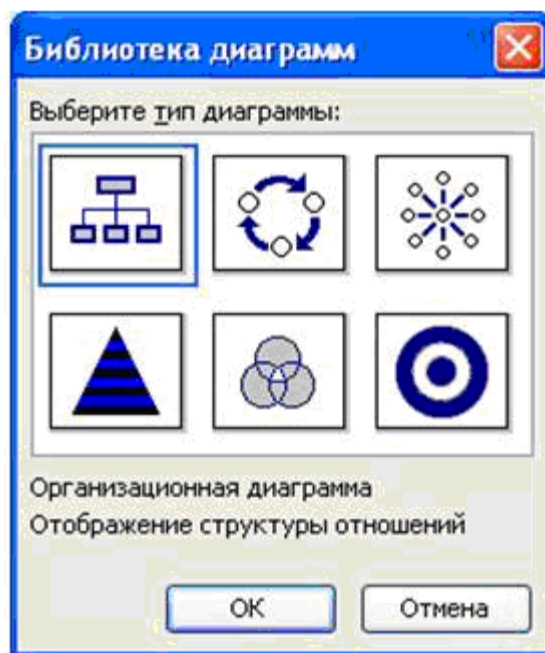 Библиотека диаграмм
Выберите тип диаграммы:
Организационная диаграмма
Отображение структуры отношений
ОК
Отмена